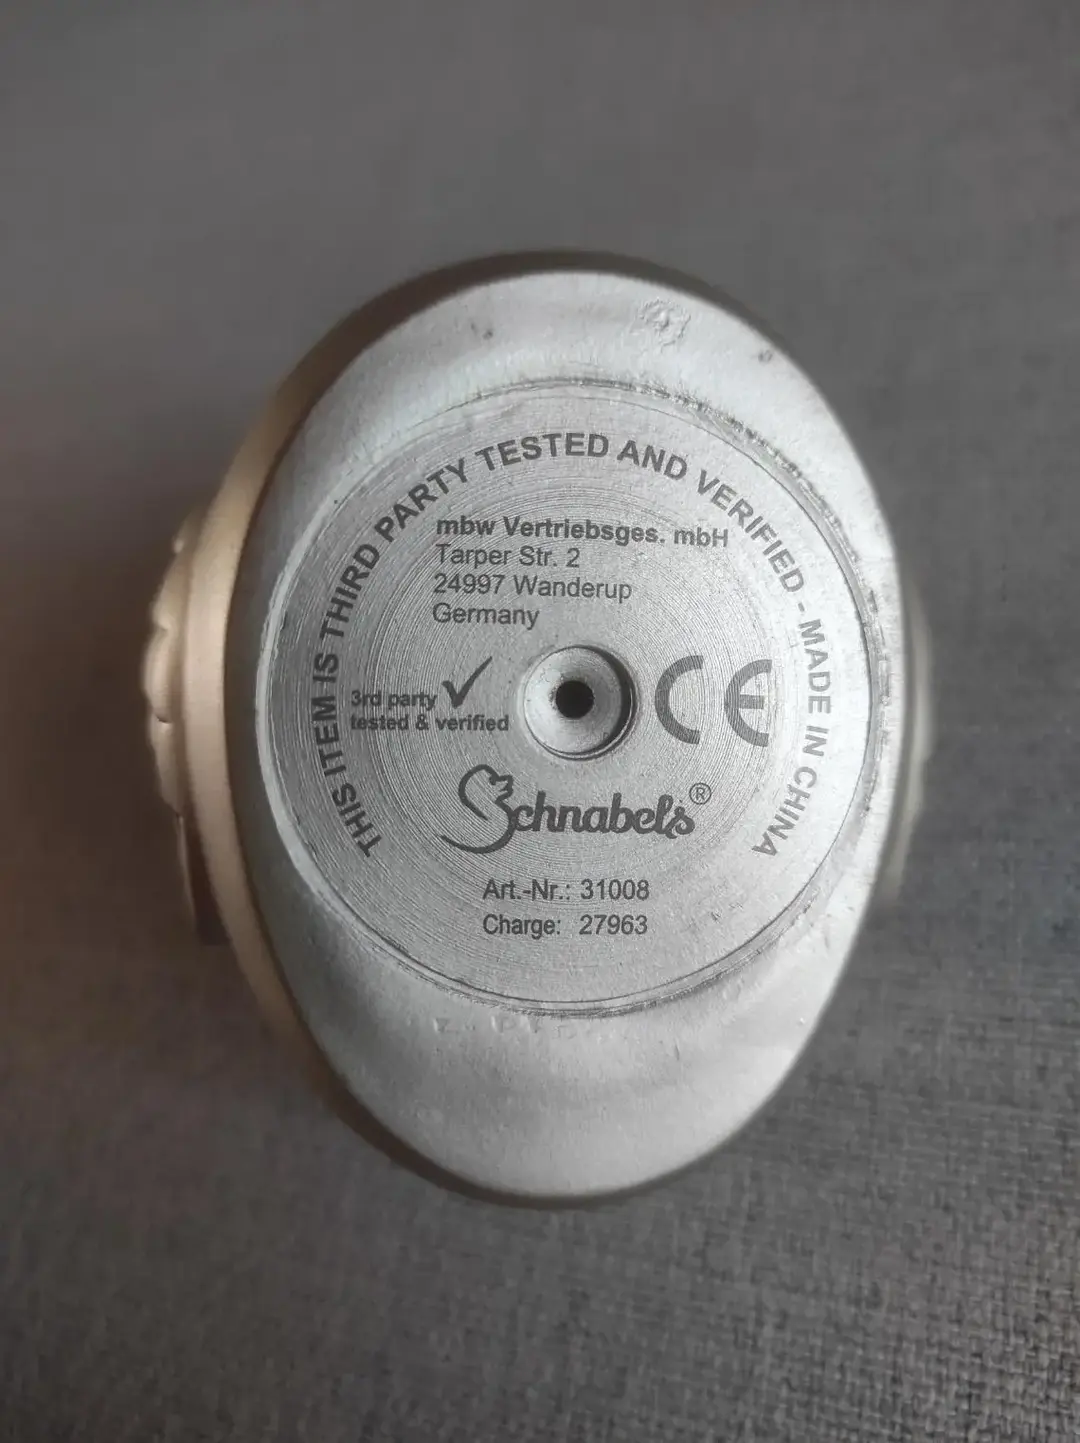 THIS ITEM IS THIRD PARTY TESTED AND VERIFIED - MADE IN CHINA
mbw Vertriebsges. mbH
Tarper Str. 2
24997 Wanderup
Germany
3rd party
tested & verified
CE
Schnabels®
Art.-Nr.: 31008
Charge: 27963